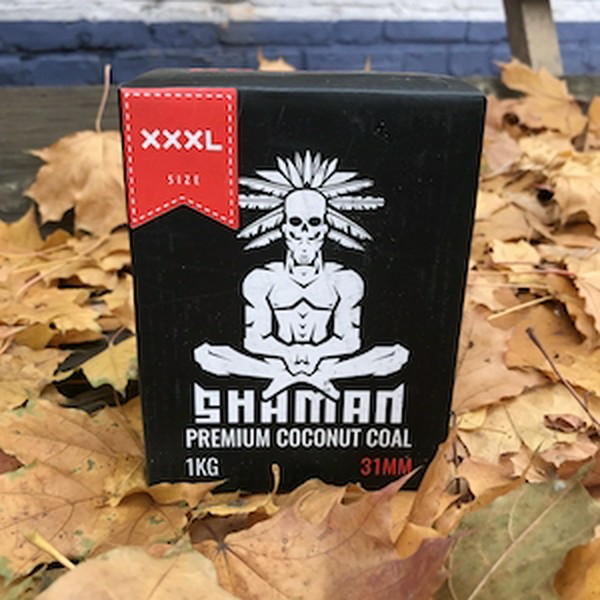 XXXL
SIZE
SHAMAN
PREMIUM COCONUT COAL
1KG 31MM